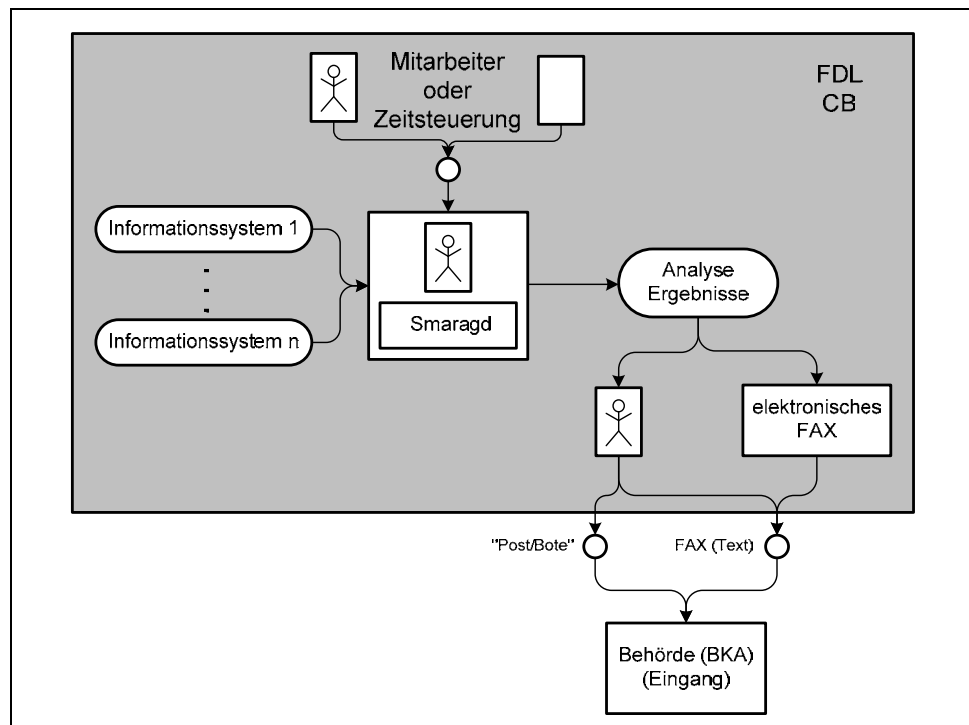 Mitarbeiter
oder
Zeitsteuerung
FDL
CB
Informationssystem 1
Informationssystem n
Smaragd
Analyse
Ergebnisse
elektronisches
FAX
"Post/Bote"
FAX (Text)
Behörde (BKA)
(Eingang)